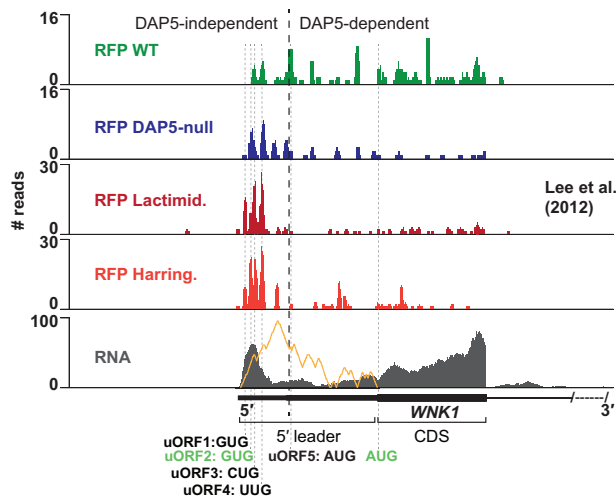 DAP5-independent DAP5-dependent
16
RFP WT
0
16
RFP DAP5-null
0
30
RFP Lactimid.
Lee et al.
(2012)
0
30
RFP Harring.
0
100
RNA
0
# reads
5′ WNK1 3′
5′ leader CDS
uORF1:GUG
uORF2: GUG uORF5: AUG AUG
uORF3: CUG
uORF4: UUG